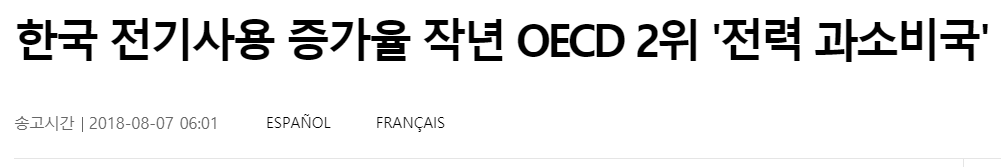 한국 전기사용 증가율 작년 OECD 2위 '전력 과소비국'
송고시간 | 2018-08-07 06:01 ESPAÑOL FRANÇAIS